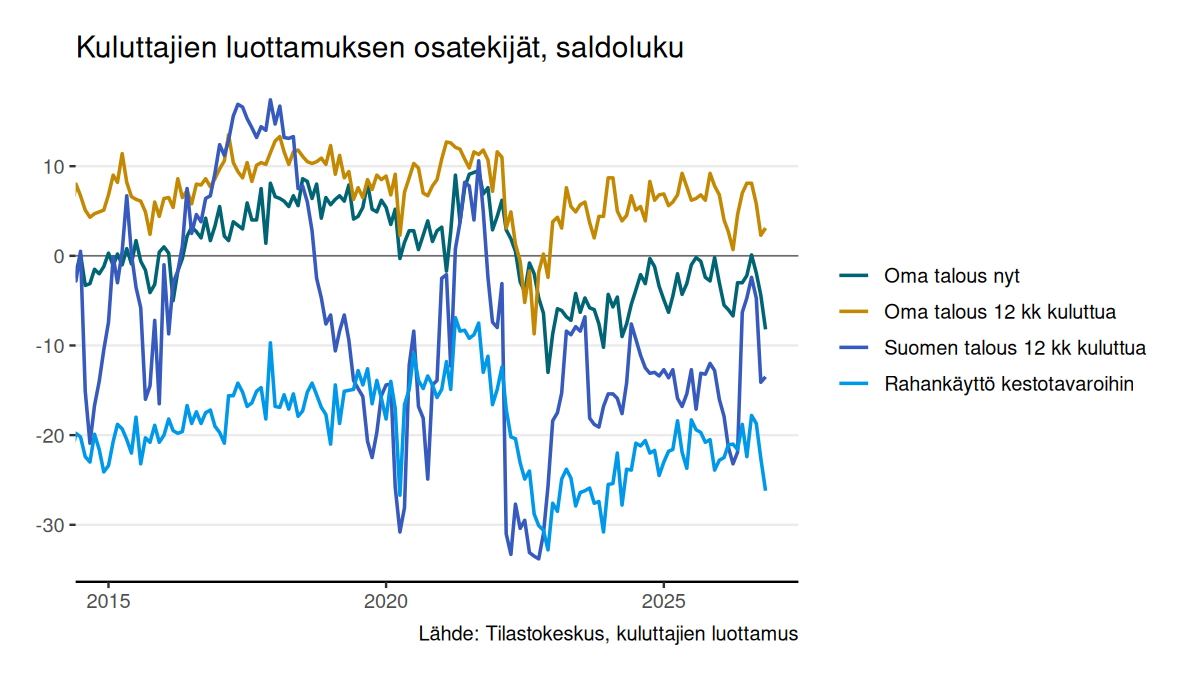 Kuluttajien luottamuksen osatekijät, saldoluku
10
0
-10
-20
-30
2015
2020
2025
Oma talous nyt
Oma talous 12 kk kuluttua
Suomen talous 12 kk kuluttua
Rahankäyttö kestotavaroihin
Lähde: Tilastokeskus, kuluttajien luottamus